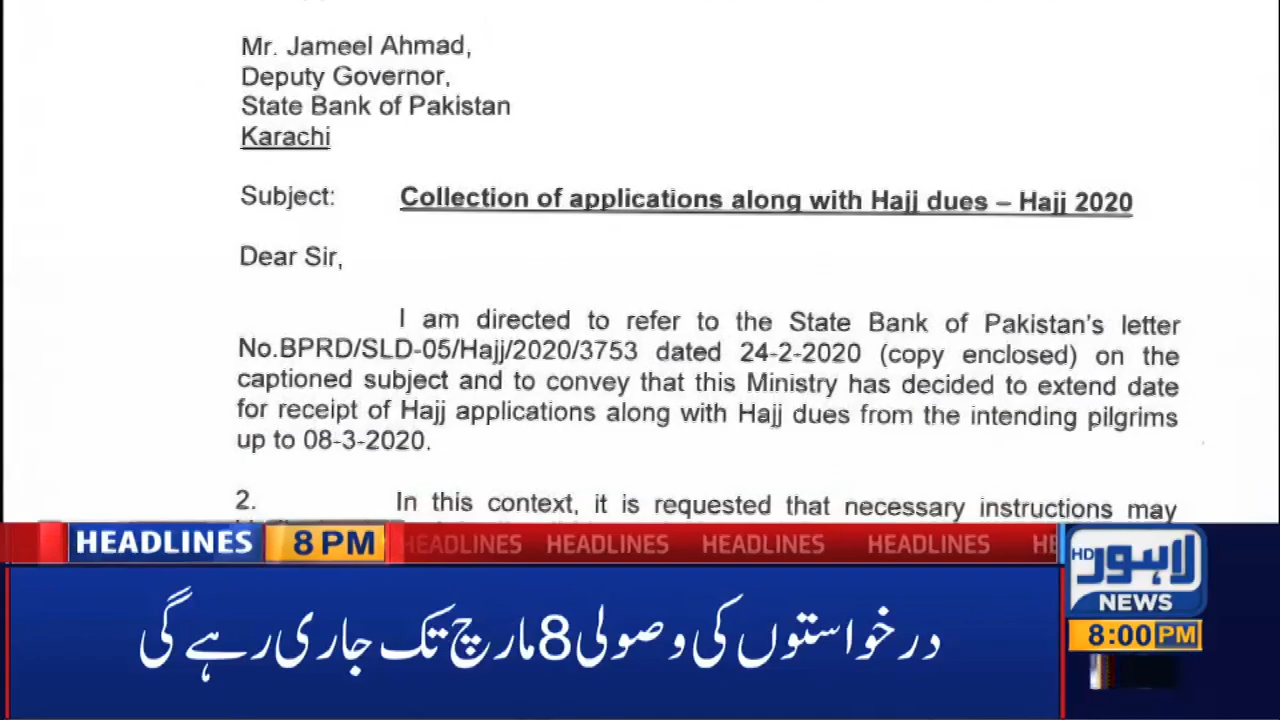 Mr. Jameel Ahmad,
Deputy Governor,
State Bank of Pakistan
Karachi
Subject: Collection of applications along with Hajj dues – Hajj 2020
Dear Sir,
I am directed to refer to the State Bank of Pakistan's letter
No.BPRD/SLD-05/Hajj/2020/3753 dated 24-2-2020 (copy enclosed) on the
captioned subject and to convey that this Ministry has decided to extend date
for receipt of Hajj applications along with Hajj dues from the intending pilgrims
up to 08-3-2020.
2. In this context, it is requested that necessary instructions may
HEADLINES 8 PM HEADLINES HEADLINES HEADLINES HEADLINES
HD لاہور
NEWS
8:00 PM
درخواستوں کی وصولی 8 مارچ تک جاری رہے گی